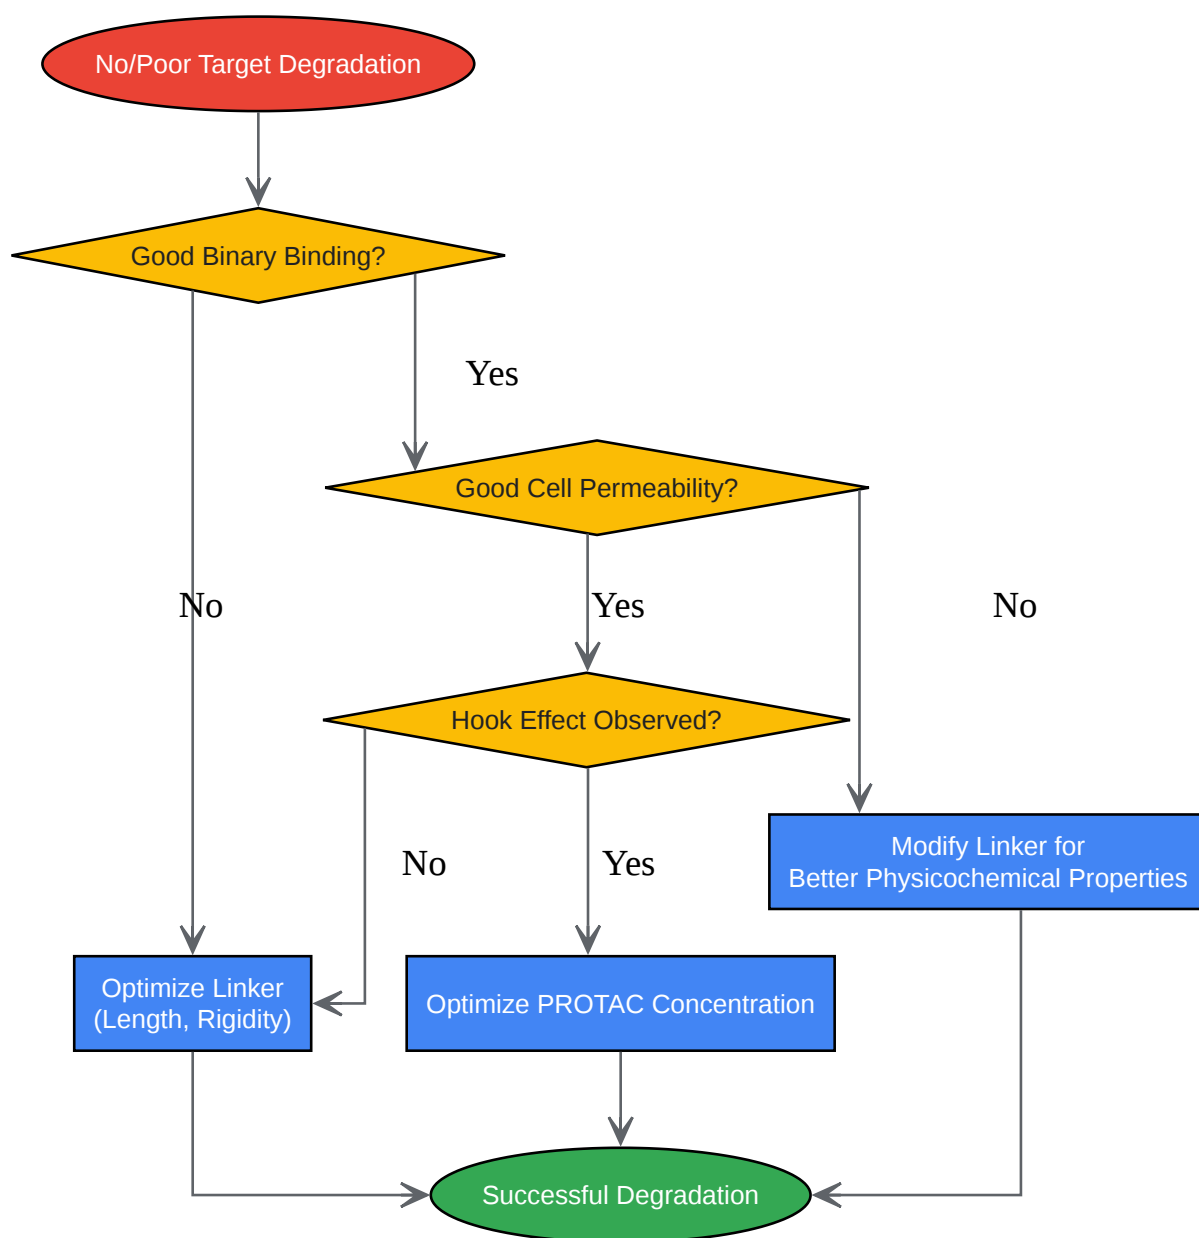 No/Poor Target Degradation
Good Binary Binding?
Yes
Good Cell Permeability?
No
Yes
No
Hook Effect Observed?
No
Yes
Modify Linker for
Better Physicochemical Properties
Optimize Linker
(Length, Rigidity)
Optimize PROTAC Concentration
Successful Degradation